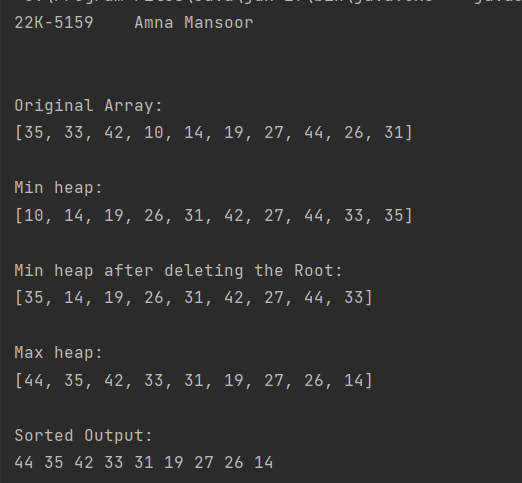 22K-5159    Amna Mansoor
Original Array:
[35, 33, 42, 10, 14, 19, 27, 44, 26, 31]
Min heap:
[10, 14, 19, 26, 31, 42, 27, 44, 33, 35]
Min heap after deleting the Root:
[35, 14, 19, 26, 31, 42, 27, 44, 33]
Max heap:
[44, 35, 42, 33, 31, 19, 27, 26, 14]
Sorted Output:
44 35 42 33 31 19 27 26 14